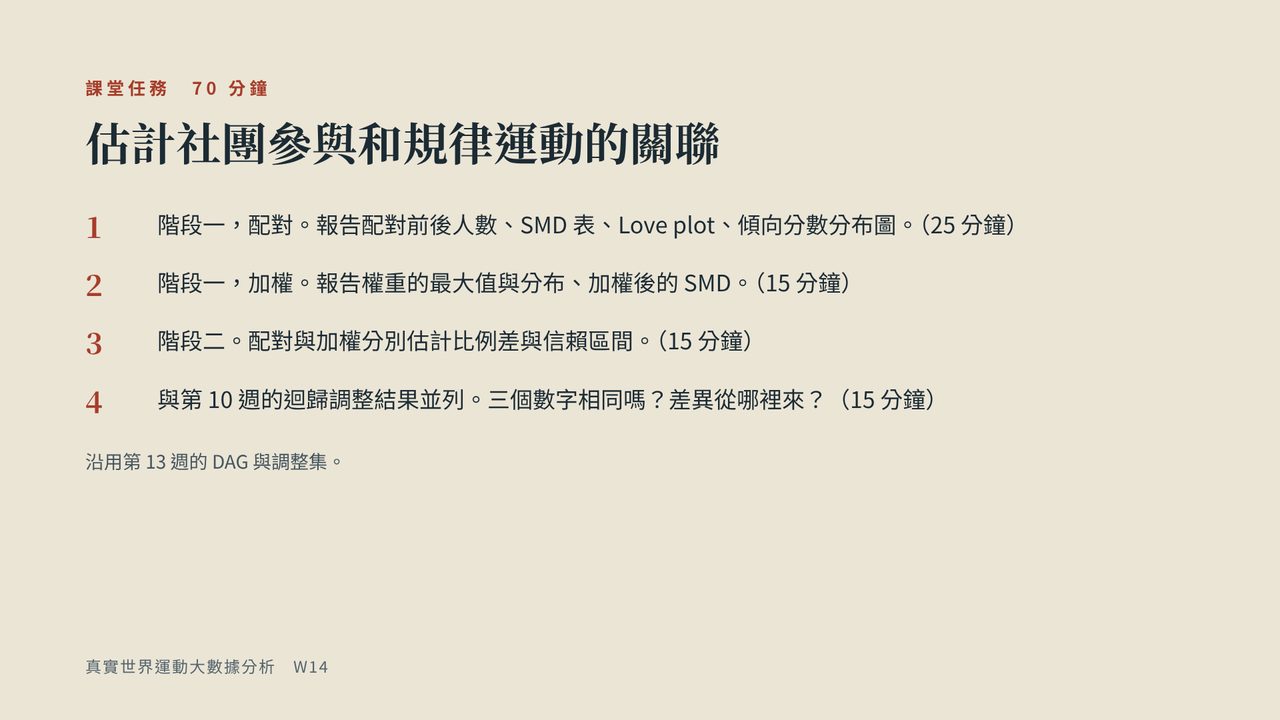 課堂任務　70 分鐘
估計社團參與和規律運動的關聯
1 階段一，配對。報告配對前後人數、SMD 表、Love plot、傾向分數分布圖。（25 分鐘）
2 階段一，加權。報告權重的最大值與分布、加權後的 SMD。（15 分鐘）
3 階段二。配對與加權分別估計比例差與信賴區間。（15 分鐘）
4 與第 10 週的迴歸調整結果並列。三個數字相同嗎？差異從哪裡來？（15 分鐘）
沿用第 13 週的 DAG 與調整集。
真實世界運動大數據分析　W14